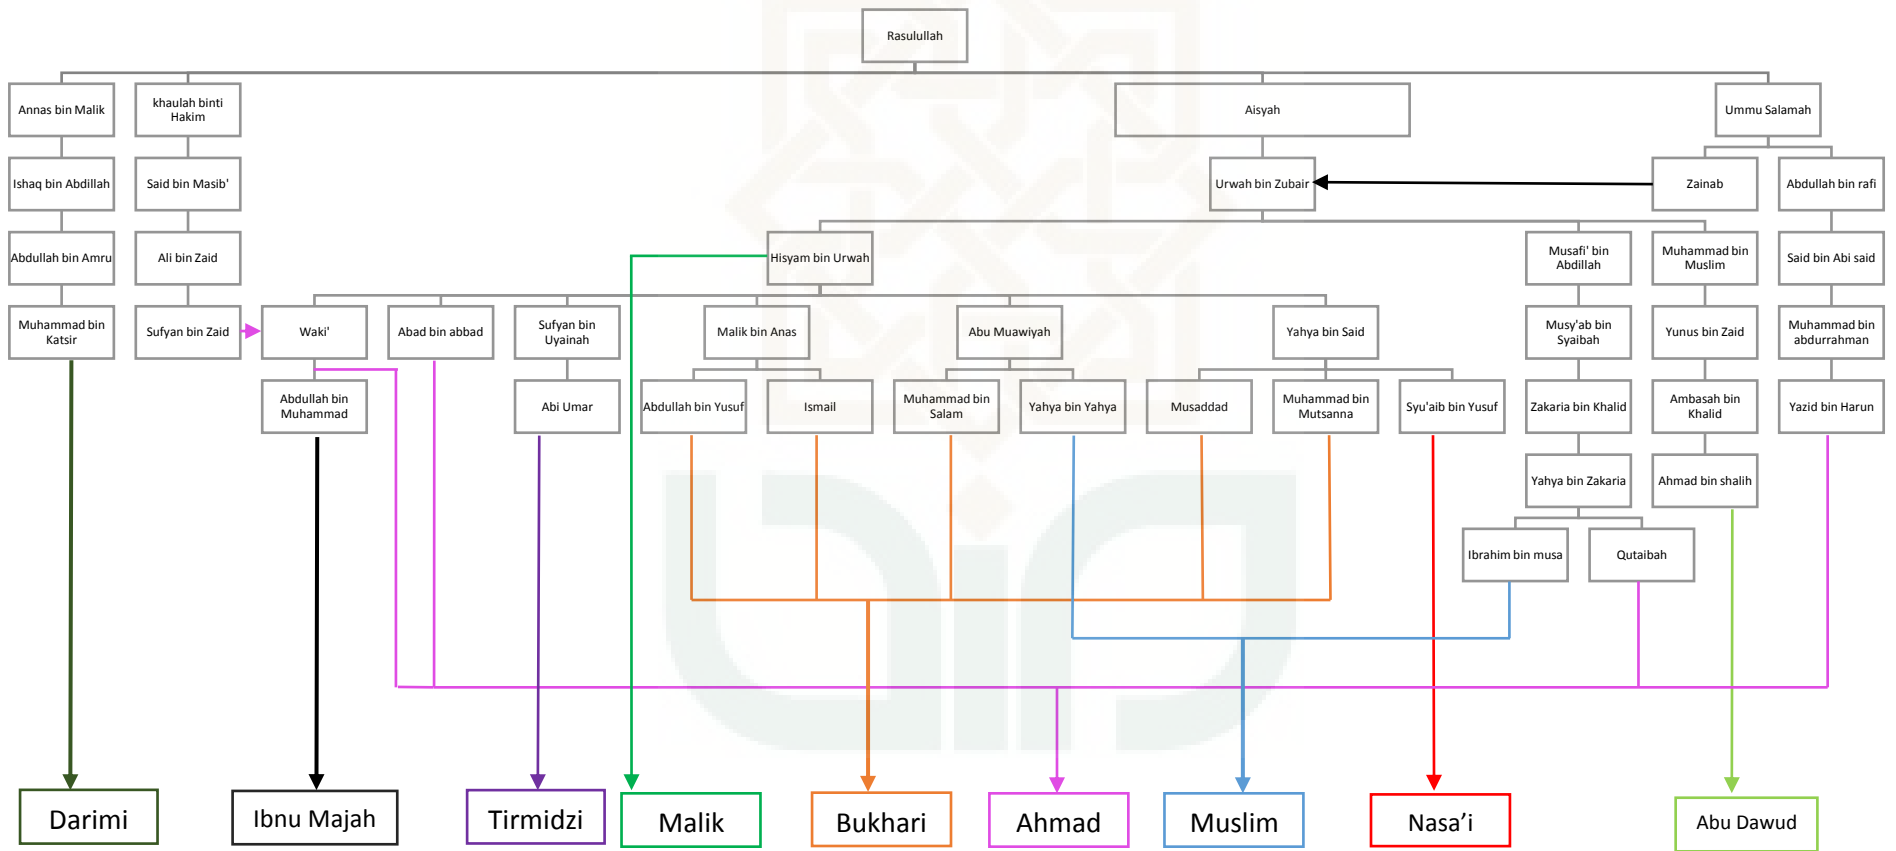 Rasulullah
Annas bin Malik
khaulah binti
Hakim
Aisyah
Ummu Salamah
Ishaq bin Abdillah
Said bin Masib'
Urwah bin Zubair
Zainab
Abdullah bin rafi
Abdullah bin Amru
Ali bin Zaid
Hisyam bin Urwah
Musafi' bin
Abdillah
Muhammad bin
Muslim
Said bin Abi said
Muhammad bin
Katsir
Sufyan bin Zaid
Waki'
Abad bin abbad
Sufyan bin
Uyainah
Malik bin Anas
Abu Muawiyah
Yahya bin Said
Musy'ab bin
Syaibah
Yunus bin Zaid
Muhammad bin
abdurrahman
Abdullah bin
Muhammad
Abi Umar
Abdullah bin Yusuf
Ismail
Muhammad bin
Salam
Yahya bin Yahya
Musaddad
Muhammad bin
Mutsanna
Syu'aib bin Yusuf
Zakaria bin Khalid
Ambasah bin
Khalid
Yazid bin Harun
Yahya bin Zakaria
Ahmad bin shalih
Ibrahim bin musa
Qutaibah
Darimi
Ibnu Majah
Tirmidzi
Malik
Bukhari
Ahmad
Muslim
Nasa’i
Abu Dawud